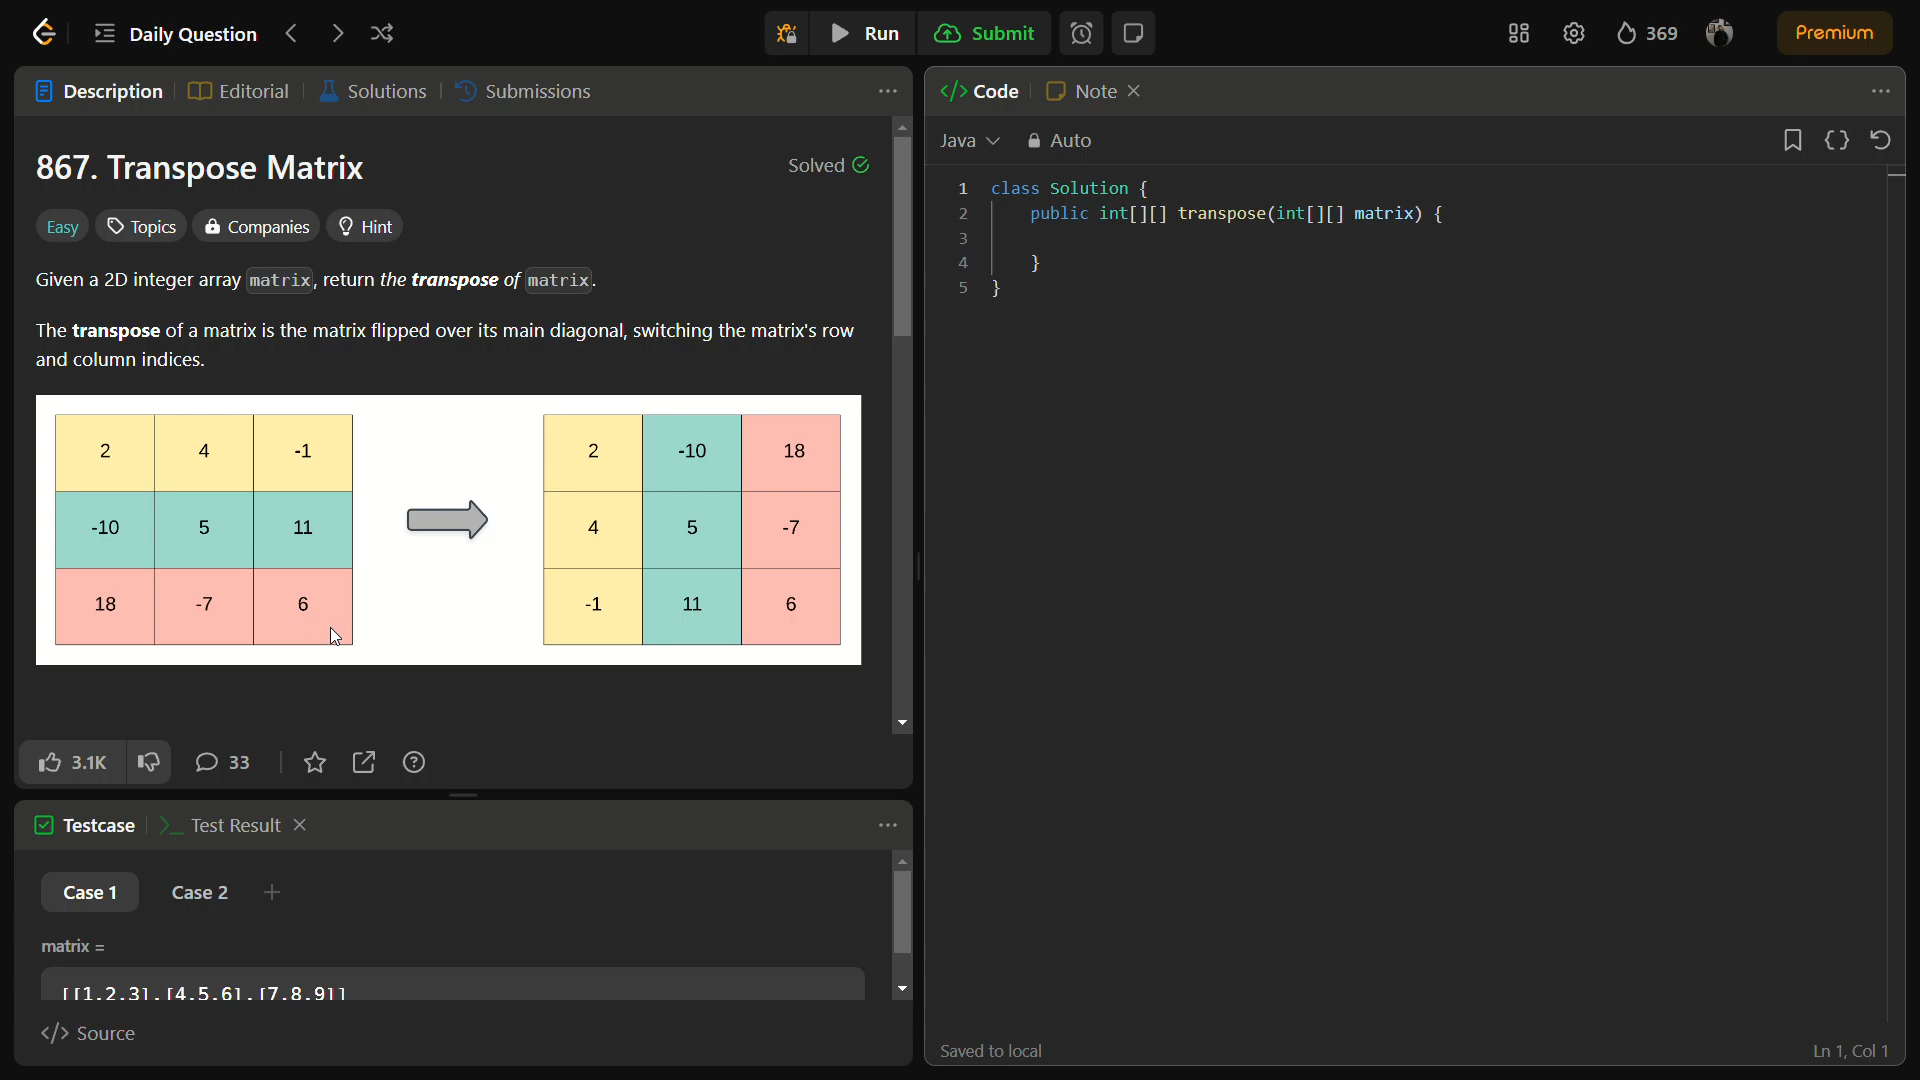 Daily Question
Run
Submit
369
Premium
Description
Editorial
Solutions
Submissions
867. Transpose Matrix
Solved
Easy
Topics
Companies
Hint
Given a 2D integer array matrix, return the transpose of matrix.
The transpose of a matrix is the matrix flipped over its main diagonal, switching the matrix's row
and column indices.
2 4 -1
-10 5 11
18 -7 6
2 -10 18
4 5 -7
-1 11 6
3.1K
33
Testcase
>_ Test Result
Case 1
Case 2
matrix =
[[1,2,3],[4,5,6],[7,8,9]]
</> Source
</> Code
Note
Java
Auto
1 class Solution {
2 public int[][] transpose(int[][] matrix) {
3
4 }
5 }
Saved to local
Ln 1, Col 1